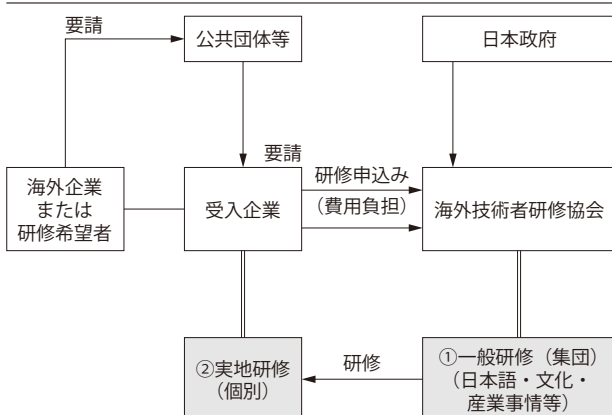 要請
公共団体等
日本政府
要請
海外企業
または
研修希望者
受入企業
研修申込み
（費用負担）
海外技術者研修協会
②実地研修
（個別）
研修
①一般研修（集団）
（日本語・文化・
産業事情等）